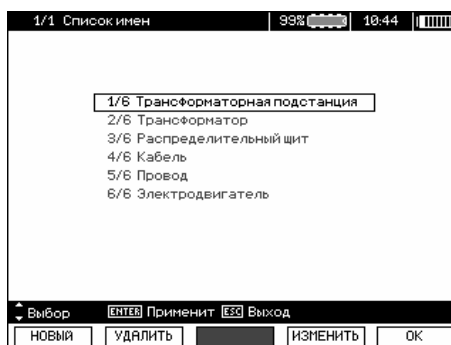 1/1 Список имен 99% 10:44
1/6 Трансформаторная подстанция
2/6 Трансформатор
3/6 Распределительный щит
4/6 Кабель
5/6 Провод
6/6 Электродвигатель
Выбор ENTER Применит ESC Выход
НОВЫЙ УДАЛИТЬ ИЗМЕНИТЬ ОК